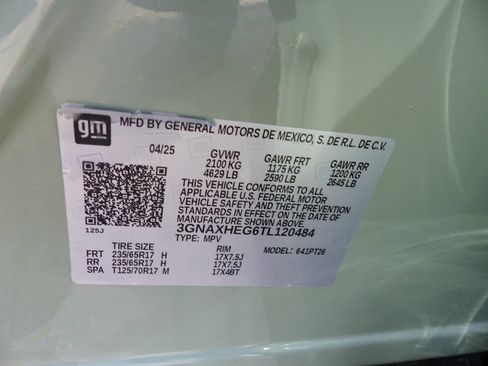 gm
MFD BY GENERAL MOTORS DE MEXICO, S. DE R.L. DE C.V.
04/25 GVWR GAWR FRT GAWR RR
2100 KG 1175 KG 1200 KG
4629 LB 2590 LB 2645 LB
THIS VEHICLE CONFORMS TO ALL
APPLICABLE U.S. FEDERAL MOTOR
VEHICLE SAFETY AND THEFT PREVENTION
STANDARDS IN EFFECT ON THE DATE OF
MANUFACTURE SHOWN ABOVE.
125J 3GNAXHEG6TL120484
TYPE: MPV MODEL: 641PT26
TIRE SIZE RIM
FRT 235/65R17 H 17X7.5J
RR 235/65R17 H 17X7.5J
SPA T125/70R17 M 17X4BT